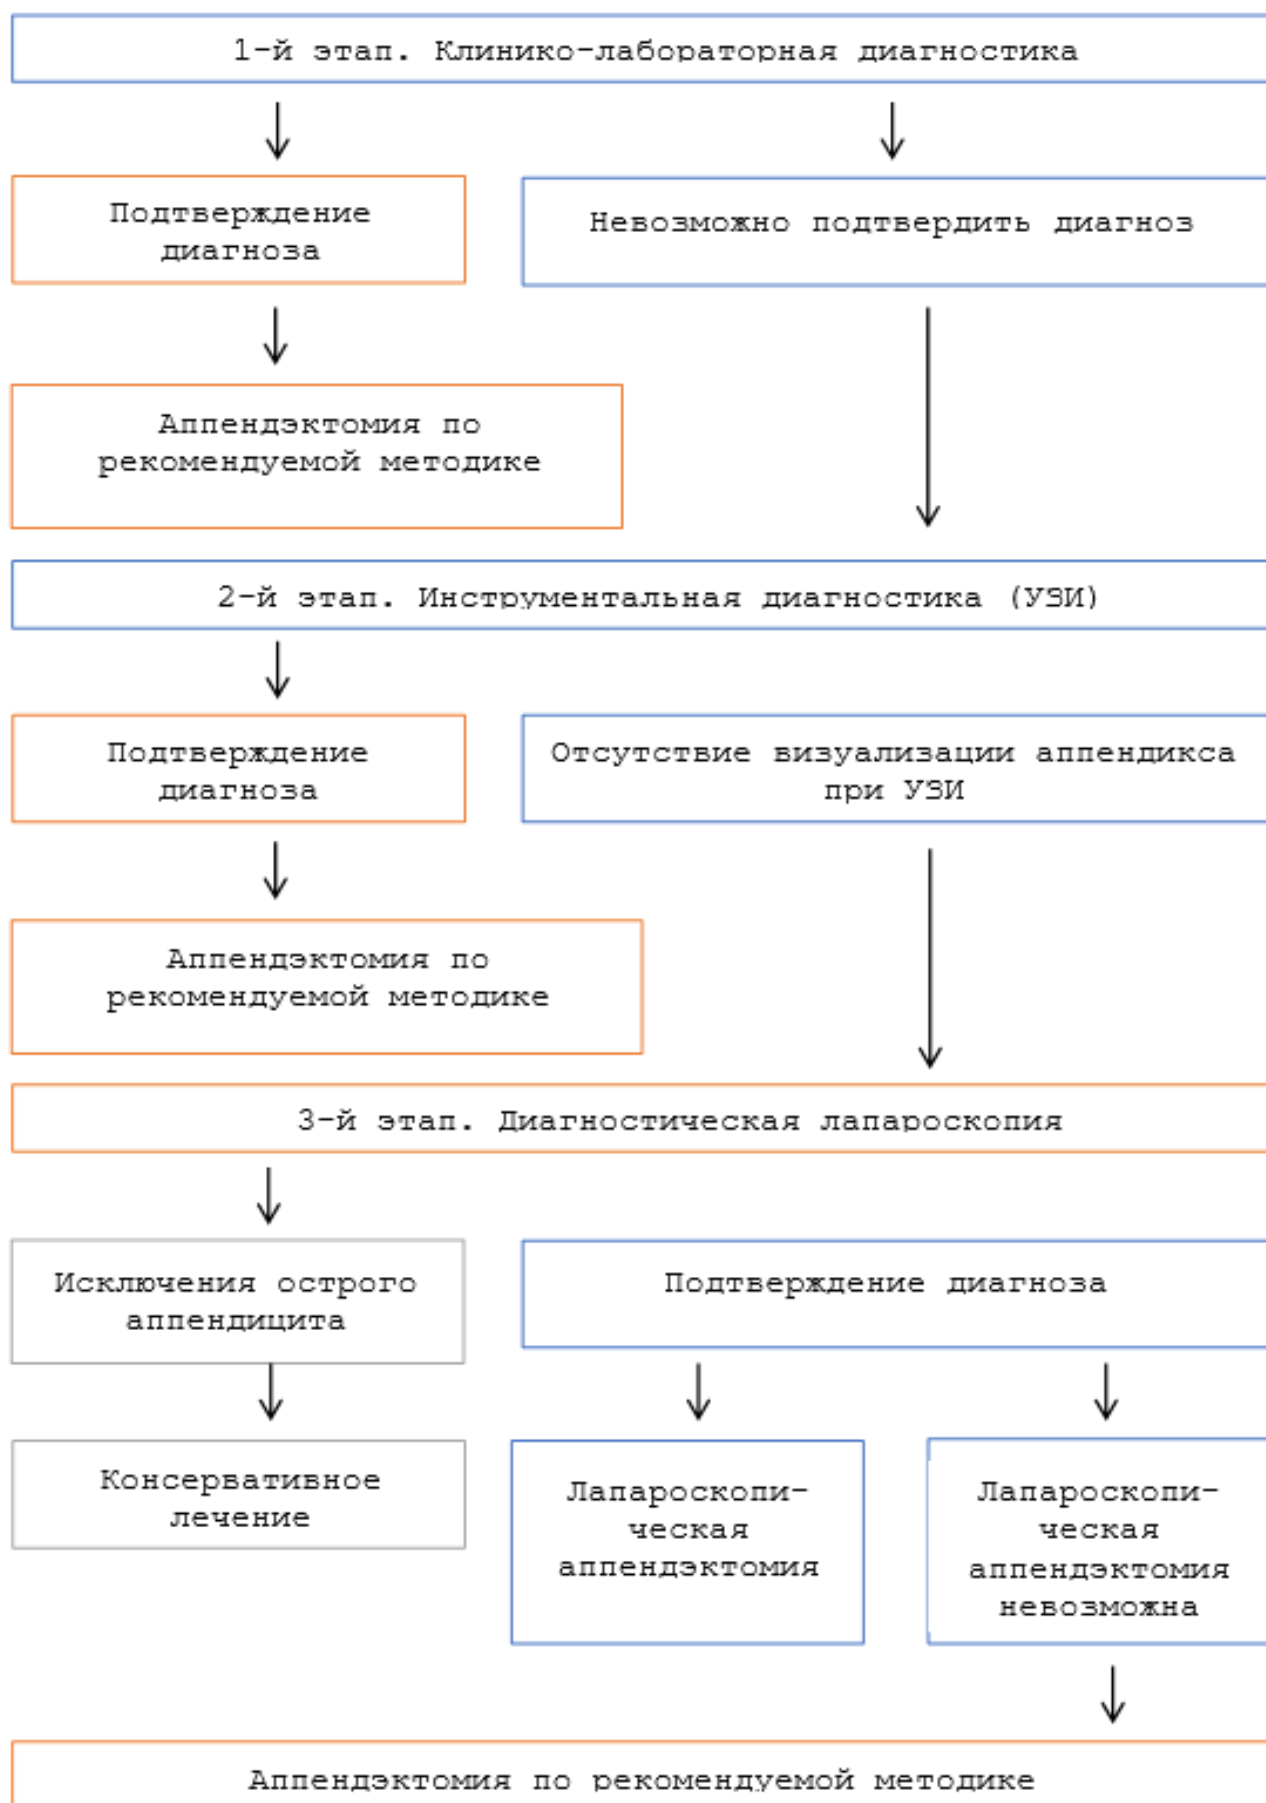 1-й этап. Клинико-лабораторная диагностика
Подтверждение
диагноза
Невозможно подтвердить диагноз
Аппендэктомия по
рекомендуемой методике
2-й этап. Инструментальная диагностика (УЗИ)
Подтверждение
диагноза
Отсутствие визуализации аппендикса
при УЗИ
Аппендэктомия по
рекомендуемой методике
3-й этап. Диагностическая лапароскопия
Исключения острого
аппендицита
Подтверждение диагноза
Консервативное
лечение
Лапароскопи-
ческая
аппендэктомия
Лапароскопи-
ческая
аппендэктомия
невозможна
Аппендэктомия по рекомендуемой методике